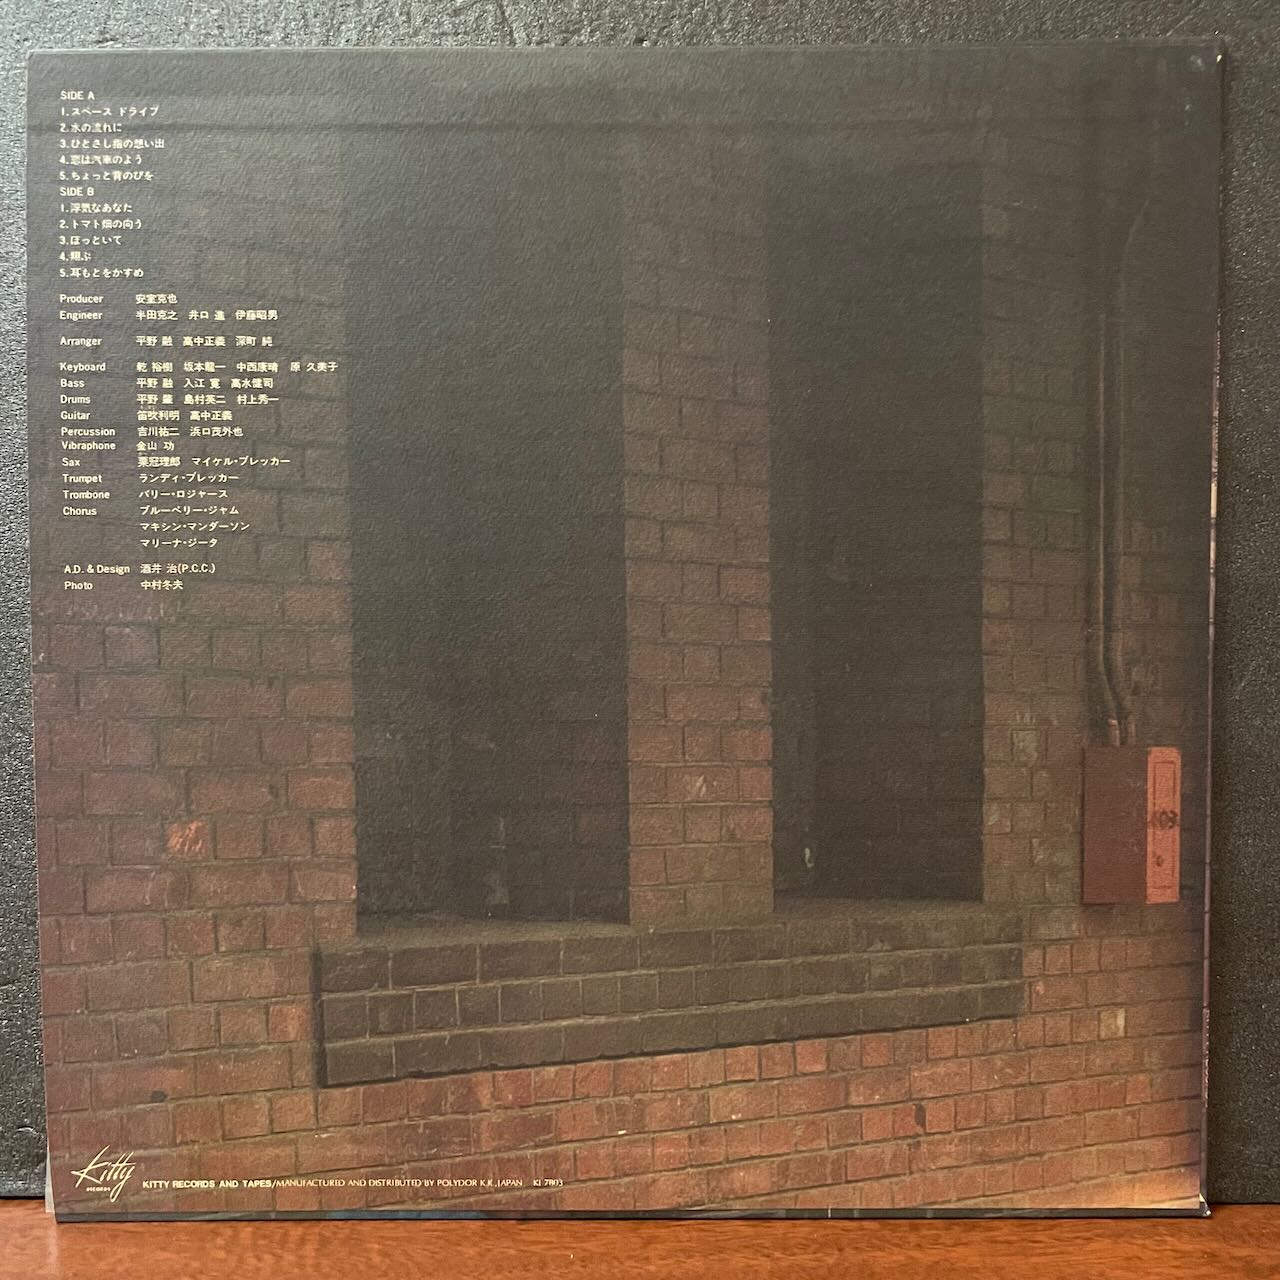 SIDE A
1.スペース ドライブ
2.水の流れに
3.ひとさし指の想い出
4.恋は汽車のよう
5.ちょっと背のびを
SIDE B
1.浮気なあなた
2.トマト畑の向う
3.ほっといて
4.翔ぶ
5.耳もとをかすめ
Producer 安室克也
Engineer 半田克之 井口 進 伊藤昭男
Arranger 平野 融 高中正義 深町 純
Keyboard 乾 裕樹 坂本龍一 中西康晴 原 久美子
Bass 平野 融 入江 寛 高水健司
Drums 平野 肇 島村英二 村上秀一
Guitar 笛吹利明 高中正義
Percussion 吉川祐二 浜口茂外也
Vibraphone 金山 功
Sax 栗冠理郎 マイケル・ブレッカー
Trumpet ランディ・ブレッカー
Trombone バリー・ロジャース
Chorus ブルーベリー・ジャム
マキシン・マンダーソン
マリーナ・ジータ
A.D. & Design 酒井 治(P.C.C.)
Photo 中村冬夫
Kitty
RECORDS
KITTY RECORDS AND TAPES/MANUFACTURED AND DISTRIBUTED BY POLYDOR K.K.,JAPAN KI 7803